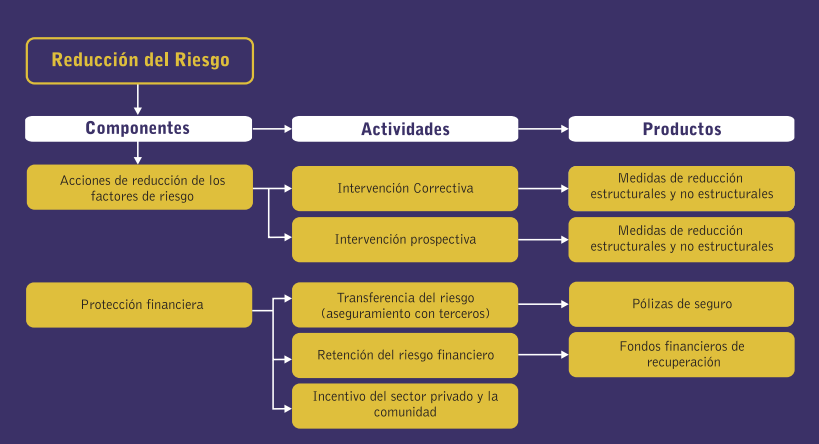 Reducción del Riesgo
Componentes
Actividades
Productos
Acciones de reducción de los
factores de riesgo
Intervención Correctiva
Medidas de reducción
estructurales y no estructurales
Intervención prospectiva
Medidas de reducción
estructurales y no estructurales
Protección financiera
Transferencia del riesgo
(aseguramiento con terceros)
Pólizas de seguro
Retención del riesgo financiero
Fondos financieros de
recuperación
Incentivo del sector privado y la
comunidad